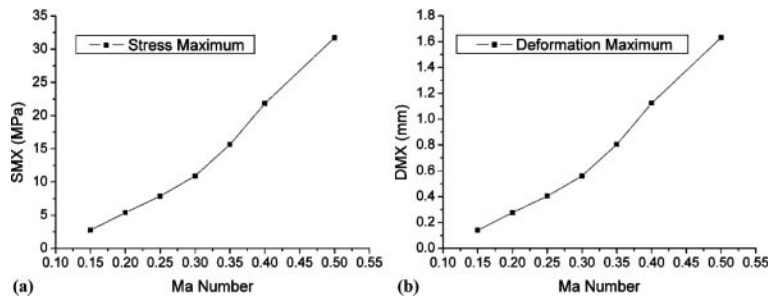 35
30
25
20
15
10
5
0
SMX (MPa)
Stress Maximum
0.10 0.15 0.20 0.25 0.30 0.35 0.40 0.45 0.50 0.55
Ma Number
(a)
1.8
1.6
1.4
1.2
1.0
0.8
0.6
0.4
0.2
0.0
DMX (mm)
Deformation Maximum
0.10 0.15 0.20 0.25 0.30 0.35 0.40 0.45 0.50 0.55
Ma Number
(b)